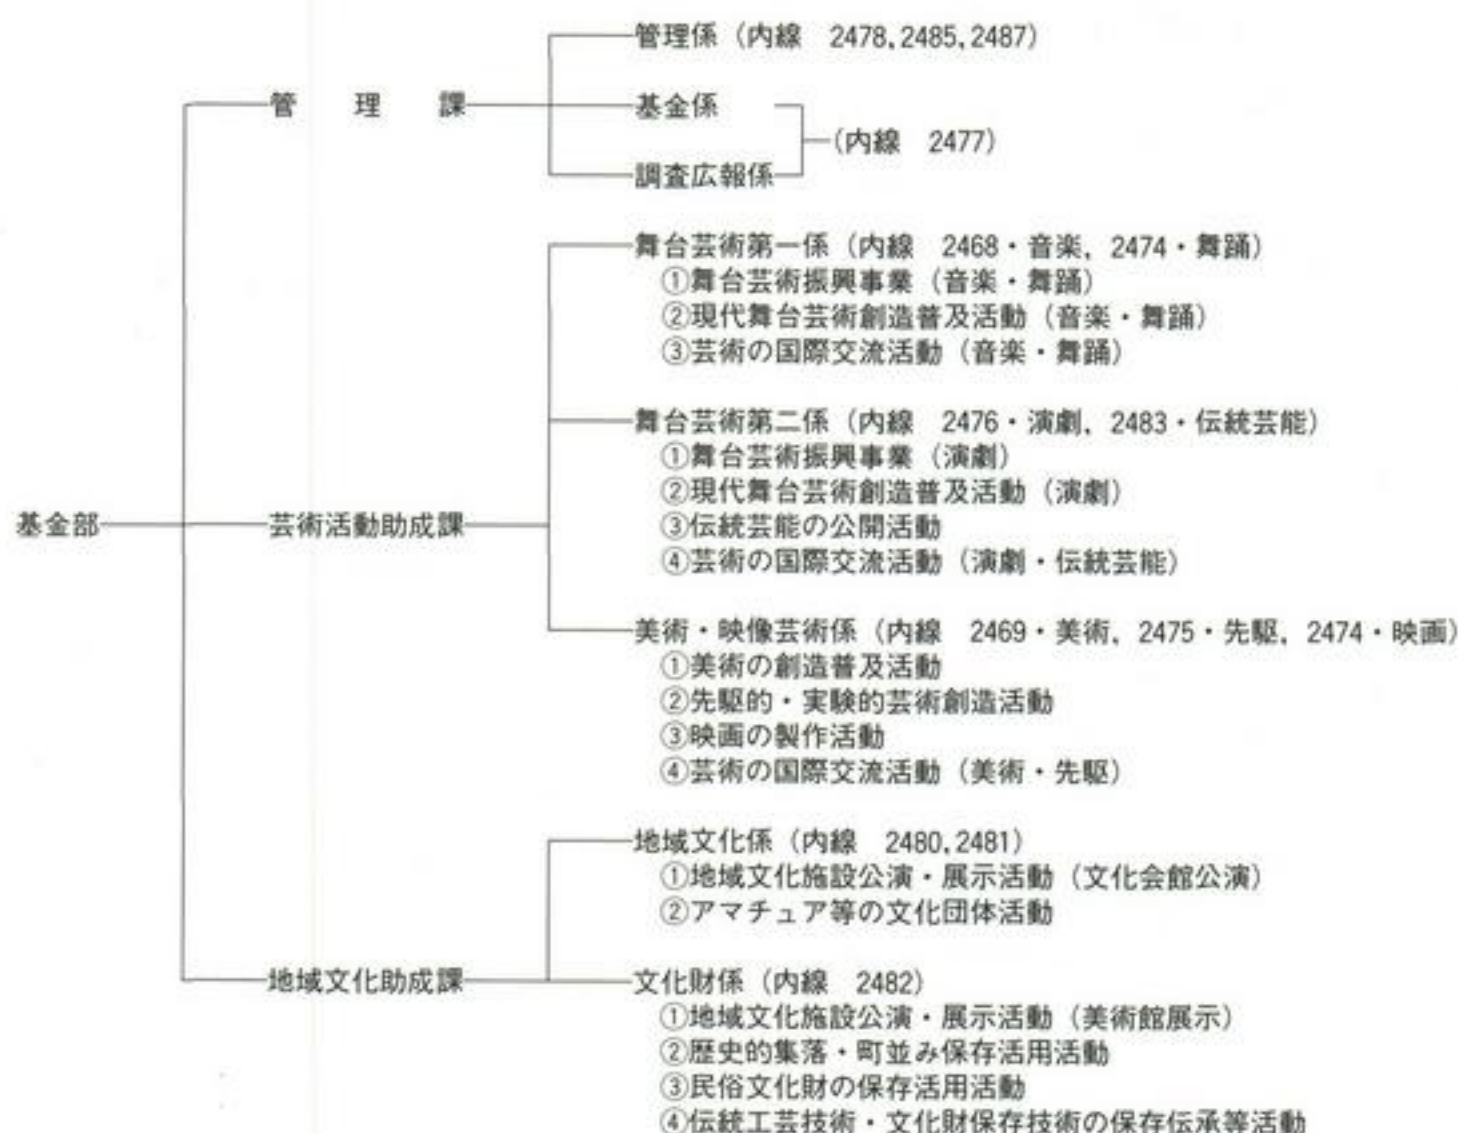 基金部
管　理　課
管理係（内線　2478,2485,2487）
基金係
調査広報係
（内線　2477）
芸術活動助成課
舞台芸術第一係（内線　2468・音楽，2474・舞踊）
①舞台芸術振興事業（音楽・舞踊）
②現代舞台芸術創造普及活動（音楽・舞踊）
③芸術の国際交流活動（音楽・舞踊）
舞台芸術第二係（内線　2476・演劇，2483・伝統芸能）
①舞台芸術振興事業（演劇）
②現代舞台芸術創造普及活動（演劇）
③伝統芸能の公開活動
④芸術の国際交流活動（演劇・伝統芸能）
美術・映像芸術係（内線　2469・美術，2475・先駆，2474・映画）
①美術の創造普及活動
②先駆的・実験的芸術創造活動
③映画の製作活動
④芸術の国際交流活動（美術・先駆）
地域文化助成課
地域文化係（内線　2480,2481）
①地域文化施設公演・展示活動（文化会館公演）
②アマチュア等の文化団体活動
文化財係（内線　2482）
①地域文化施設公演・展示活動（美術館展示）
②歴史的集落・町並み保存活用活動
③民俗文化財の保存活用活動
④伝統工芸技術・文化財保存技術の保存伝承等活動